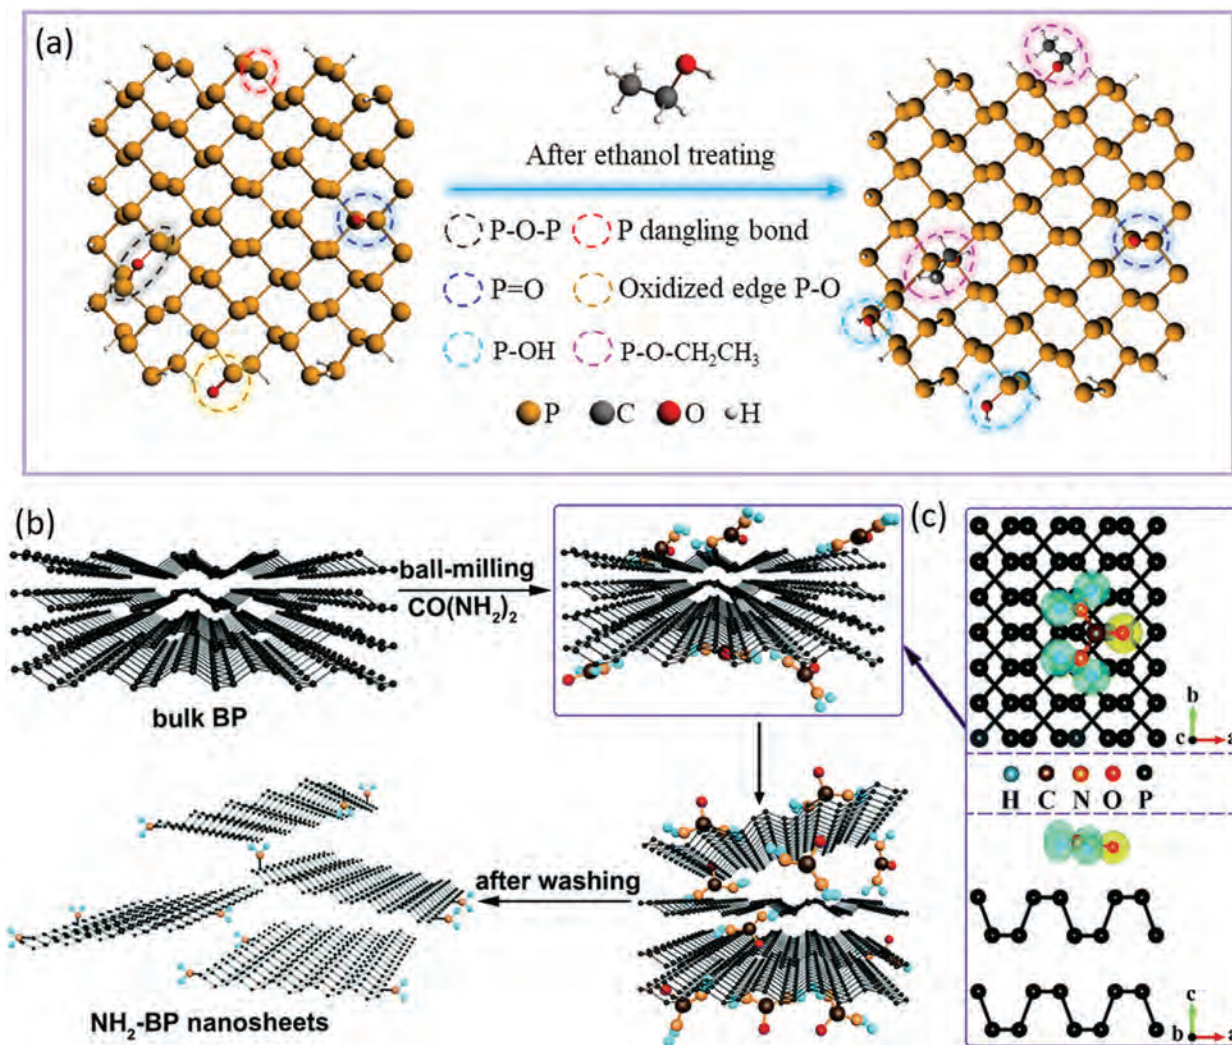 (a)
After ethanol treating
P-O-P P dangling bond
P=O Oxidized edge P-O
P-OH P-O-CH₂CH₃
P C O H
(b)
ball-milling
CO(NH₂)₂
bulk BP
after washing
NH₂-BP nanosheets
(c)
b
c a
H C N O P
c
b a